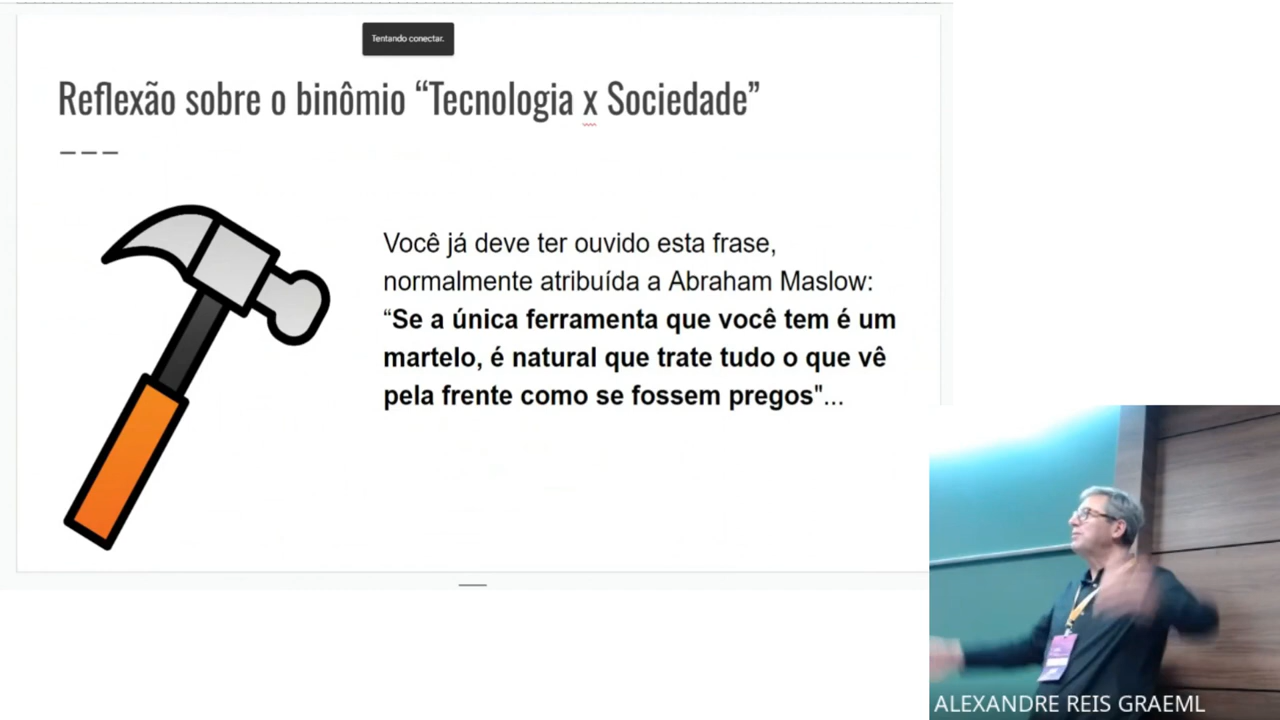 Tentando conectar.
Reflexão sobre o binômio “Tecnologia x Sociedade”
Você já deve ter ouvido esta frase,
normalmente atribuída a Abraham Maslow:
“Se a única ferramenta que você tem é um
martelo, é natural que trate tudo o que vê
pela frente como se fossem pregos"...
ALEXANDRE REIS GRAEML